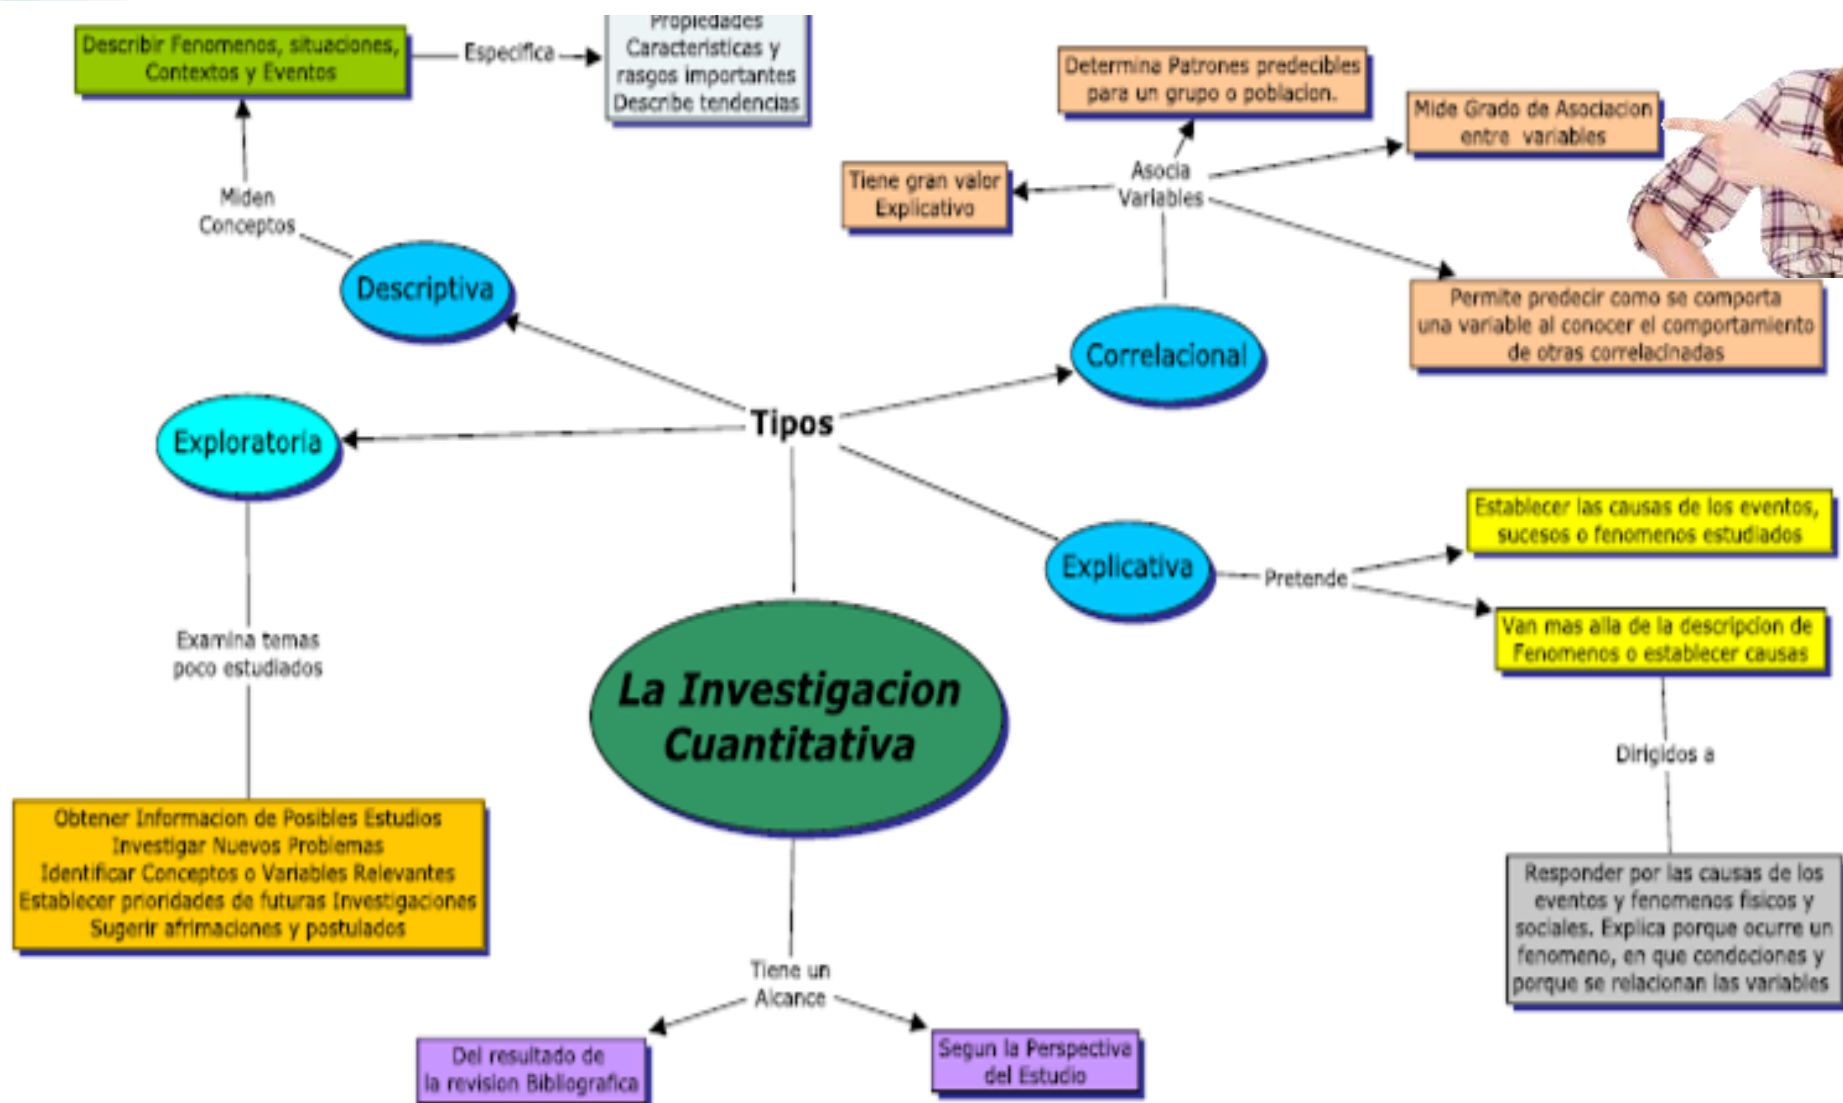 Describir Fenomenos, situaciones,
Contextos y Eventos
Especifica
Propiedades
Caracteristicas y
rasgos importantes
Describe tendencias
Miden
Conceptos
Descriptiva
Determina Patrones predecibles
para un grupo o poblacion.
Mide Grado de Asociacion
entre variables
Tiene gran valor
Explicativo
Asocia
Variables
Permite predecir como se comporta
una variable al conocer el comportamiento
de otras correlacinadas
Correlacional
Tipos
Exploratoria
Examina temas
poco estudiados
Obtener Informacion de Posibles Estudios
Investigar Nuevos Problemas
Identificar Conceptos o Variables Relevantes
Establecer prioridades de futuras Investigaciones
Sugerir afrimaciones y postulados
Explicativa
Pretende
Establecer las causas de los eventos,
sucesos o fenomenos estudiados
Van mas alla de la descripcion de
Fenomenos o establecer causas
Dirigidos a
Responder por las causas de los
eventos y fenomenos fisicos y
sociales. Explica porque ocurre un
fenomeno, en que condociones y
porque se relacionan las variables
La Investigacion
Cuantitativa
Tiene un
Alcance
Del resultado de
la revision Bibliografica
Segun la Perspectiva
del Estudio